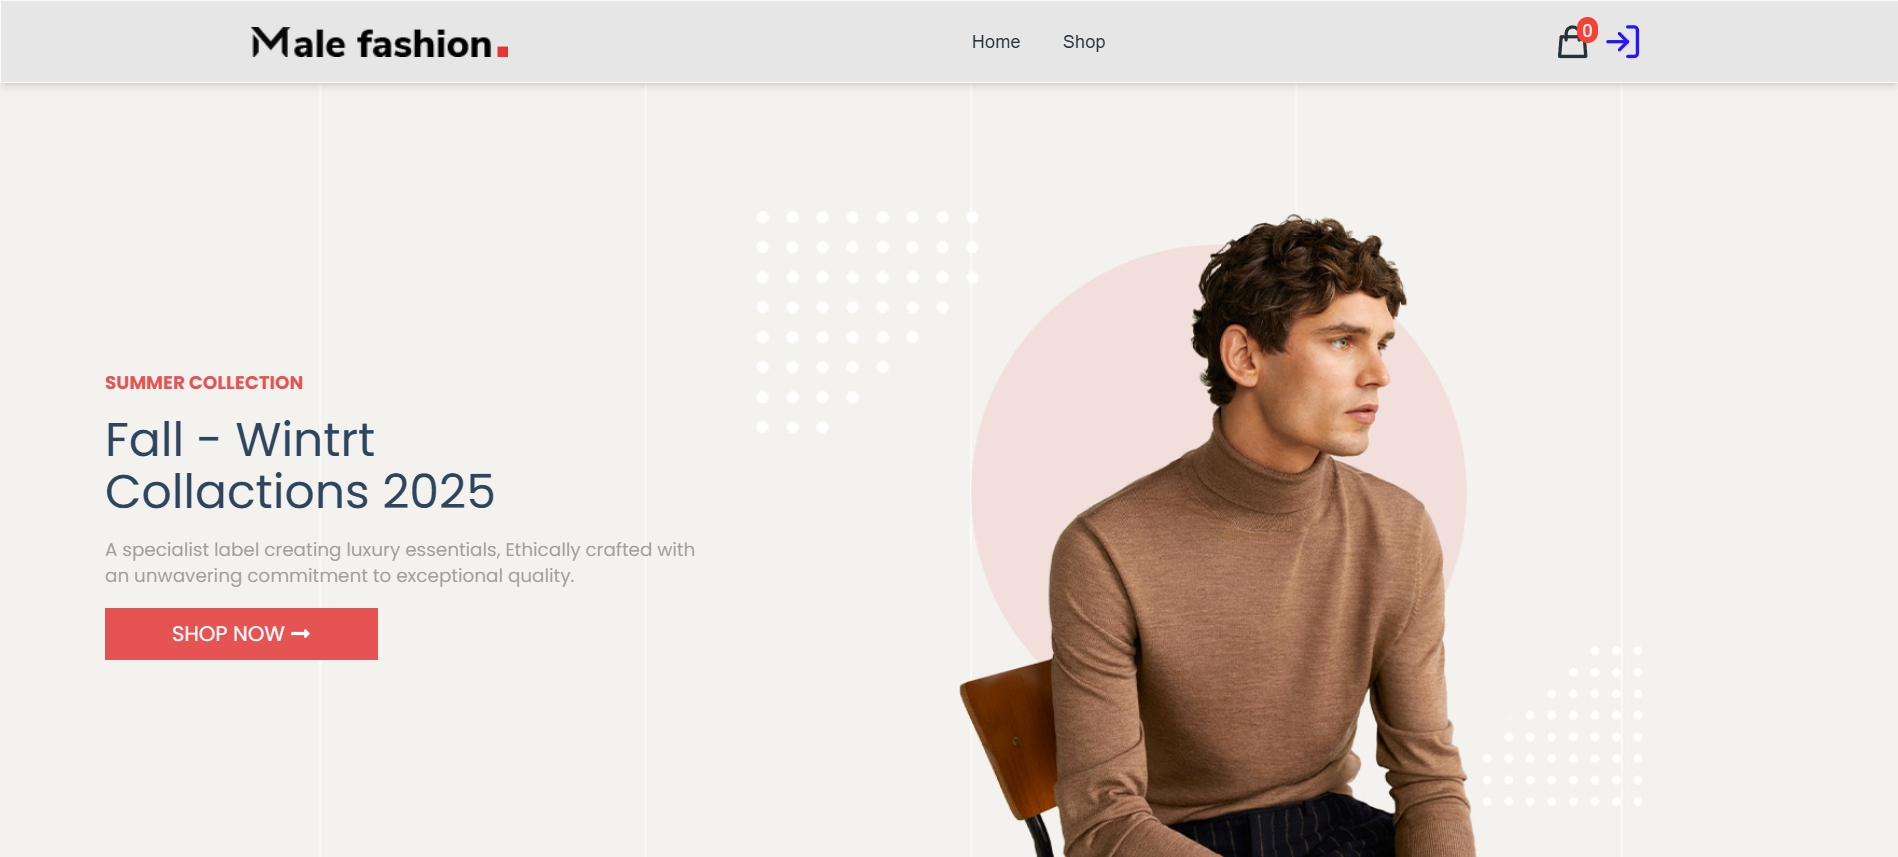 Male fashion.
Home
Shop
0
SUMMER COLLECTION
Fall - Wintrt
Collactions 2025
A specialist label creating luxury essentials, Ethically crafted with
an unwavering commitment to exceptional quality.
SHOP NOW